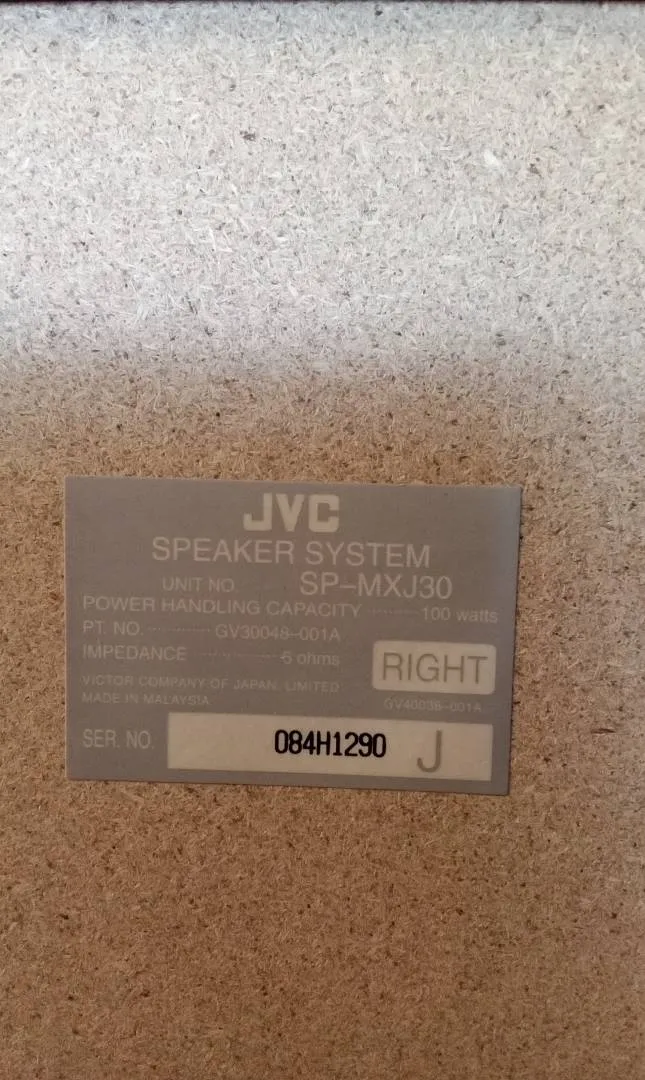 JVC
SPEAKER SYSTEM
UNIT NO. SP-MXJ30
POWER HANDLING CAPACITY ········ 100 watts
PT. NO. ············ GV30048-001A
IMPEDANCE ··············· 6 ohms
RIGHT
VICTOR COMPANY OF JAPAN, LIMITED
MADE IN MALAYSIA GV40036-001A
SER. NO. 084H1290 J